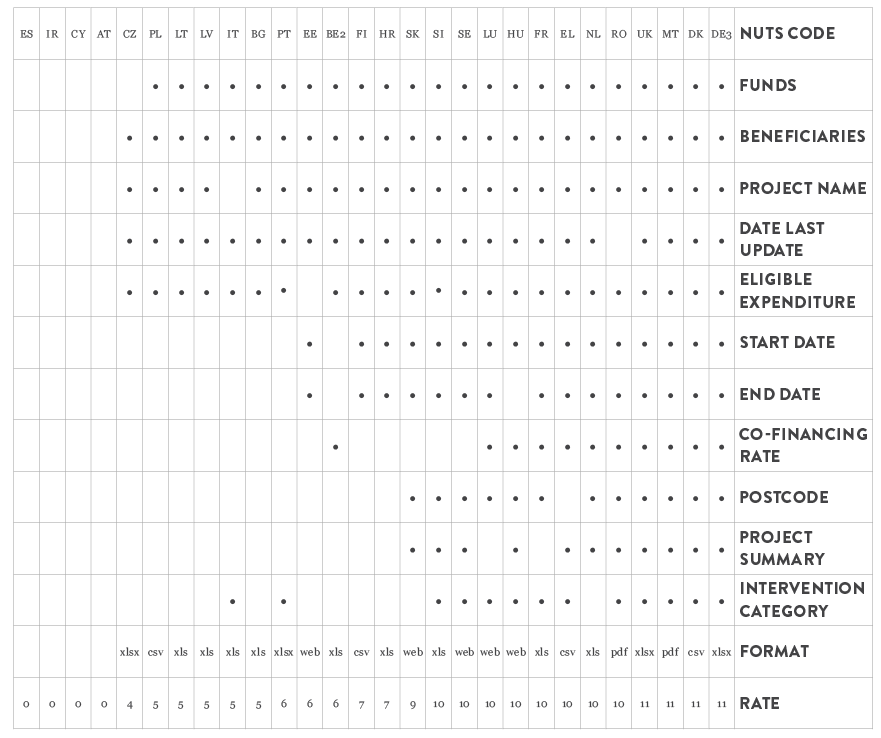 ES IR CY AT CZ PL LT LV IT BG PT EE BE2 FI HR SK SI SE LU HU FR EL NL RO UK MT DK DE3 NUTS CODE
• • • • • • • • • • • • • • • • • • • • • • • FUNDS
• • • • • • • • • • • • • • • • • • • • • • • • BENEFICIARIES
• • • • • • • • • • • • • • • • • • • • • • • PROJECT NAME
• • • • • • • • • • • • • • • • • • • • • • • DATE LAST
UPDATE
• • • • • • • • • • • • • • • • • • • • • • • ELIGIBLE
EXPENDITURE
• • • • • • • • • • • • • • • • START DATE
• • • • • • • • • • • • • • • END DATE
• • • • • • • • • • • CO-FINANCING
RATE
• • • • • • • • • • • • POSTCODE
• • • • • • • • • • • PROJECT
SUMMARY
• • • • • • • • • • • • • INTERVENTION
CATEGORY
xlsx csv xls xls xls xls xlsx web xls csv xls web xls web web web xls csv xls pdf xlsx pdf csv xlsx FORMAT
0 0 0 0 4 5 5 5 5 5 6 6 6 7 7 9 10 10 10 10 10 10 10 10 11 11 11 11 RATE